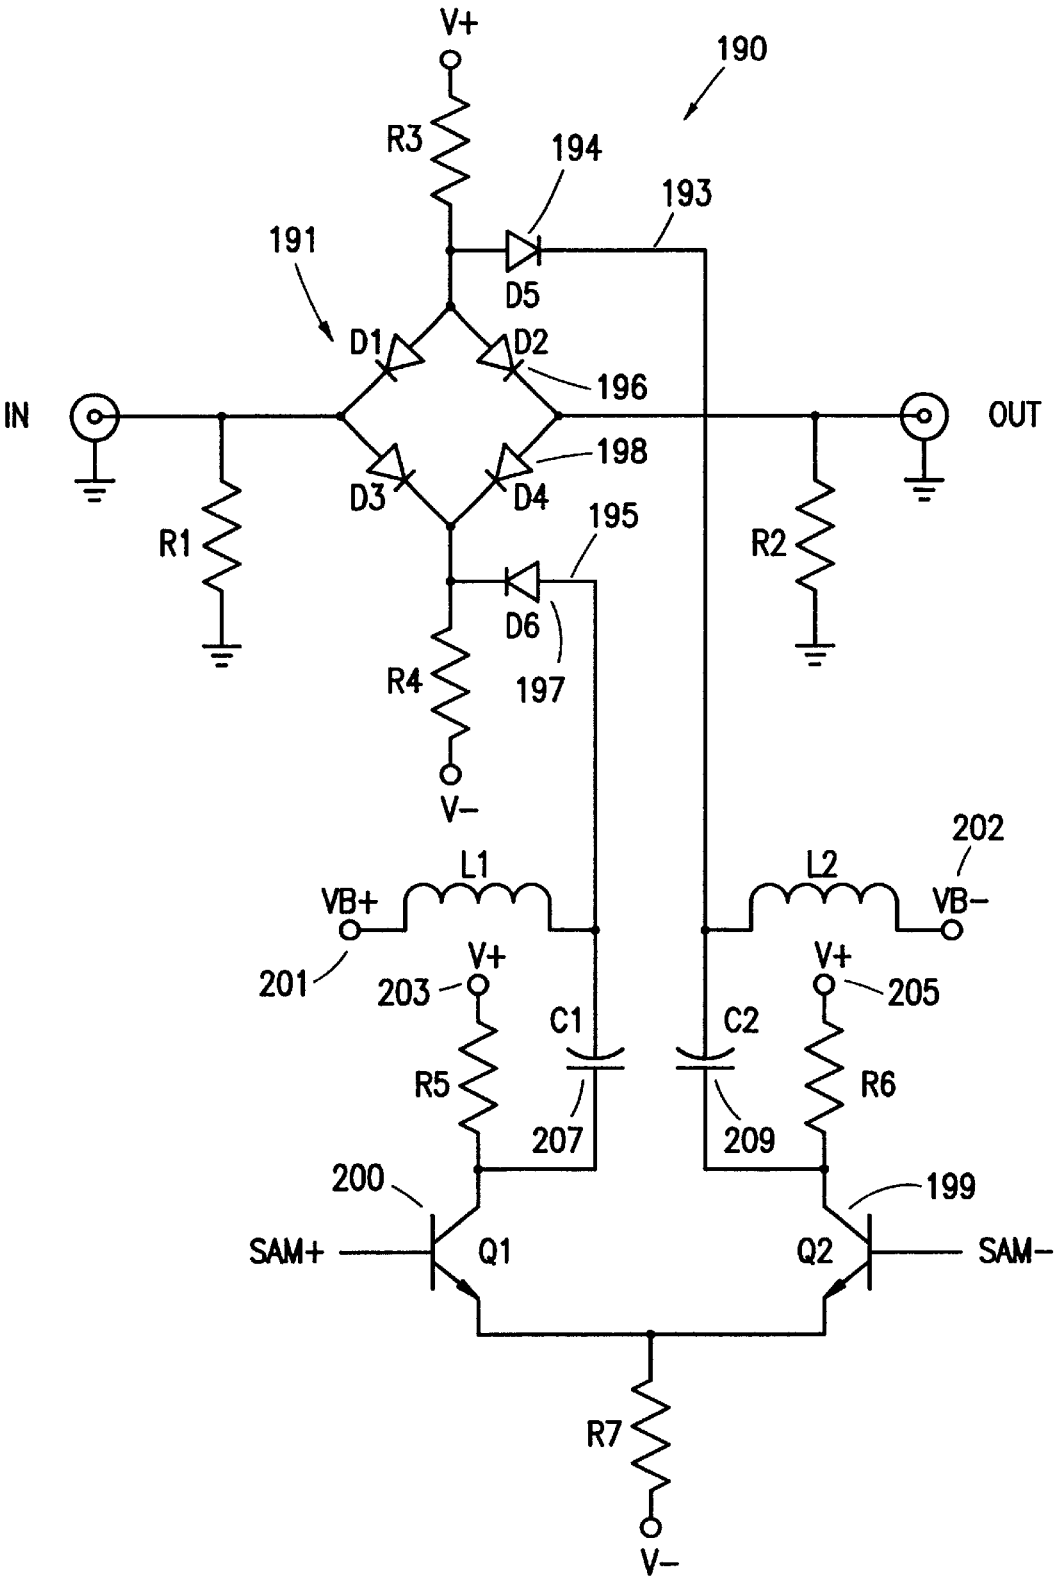 V+
190
R3
194
193
191
D5
D1
D2
196
IN
OUT
198
D3
D4
195
R1
R2
D6
R4
197
V-
202
L1
L2
VB+
VB-
201
V+
V+
203
205
C1
C2
R5
R6
207
209
200
199
SAM+
Q1
Q2
SAM-
R7
V-